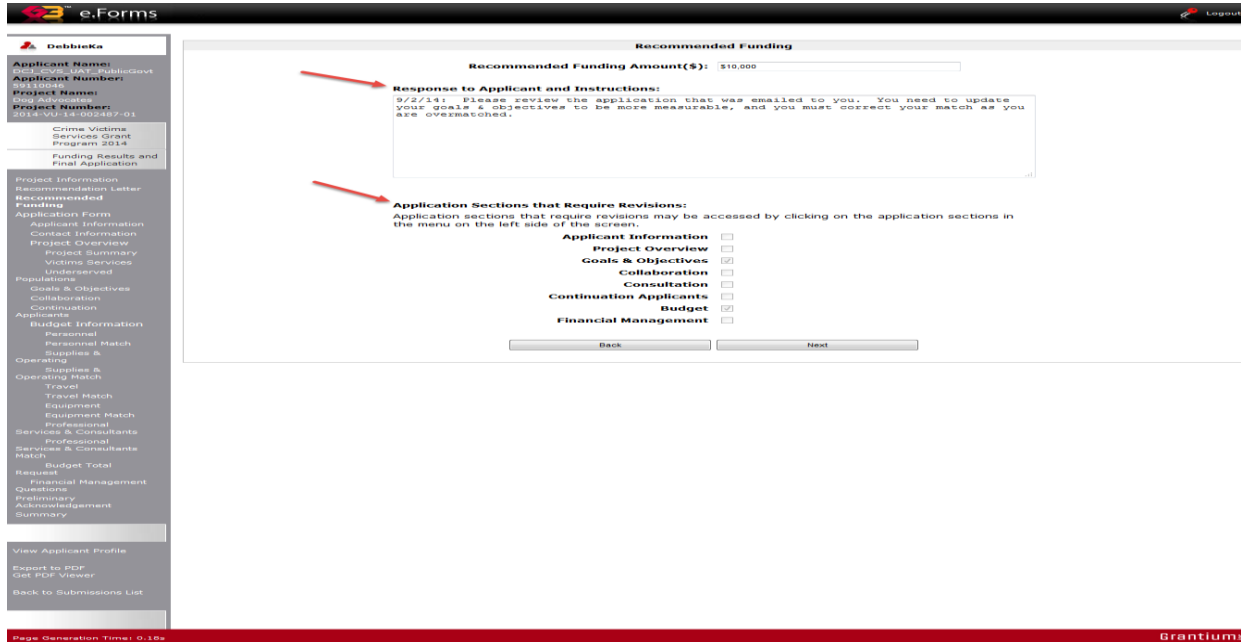 G3™ e.Forms
Logout
DebbieKa
Applicant Name:
DCJ_CVS_UAT_PublicGovt
Applicant Number:
59110046
Project Name:
Dog Advocates
Project Number:
2014-VU-14-002487-01
Crime Victims
Services Grant
Program 2014
Funding Results and
Final Application
Project Information
Recommendation Letter
Recommended
Funding
Application Form
Applicant Information
Contact Information
Project Overview
Project Summary
Victims Services
Underserved
Populations
Goals & Objectives
Collaboration
Continuation
Applicants
Budget Information
Personnel
Personnel Match
Supplies &
Operating
Supplies &
Operating Match
Travel
Travel Match
Equipment
Equipment Match
Professional
Services & Consultants
Professional
Services & Consultants
Match
Budget Total
Request
Financial Management
Questions
Preliminary
Acknowledgement
Summary
View Applicant Profile
Export to PDF
Get PDF Viewer
Back to Submissions List
Recommended Funding
Recommended Funding Amount($): $10,000
Response to Applicant and Instructions:
9/2/14: Please review the application that was emailed to you. You need to update
your goals & objectives to be more measurable, and you must correct your match as you
are overmatched.
Application Sections that Require Revisions:
Application sections that require revisions may be accessed by clicking on the application sections in
the menu on the left side of the screen.
Applicant Information
Project Overview
Goals & Objectives
Collaboration
Consultation
Continuation Applicants
Budget
Financial Management
Back Next
Page Generation Time: 0.16s
Grantium